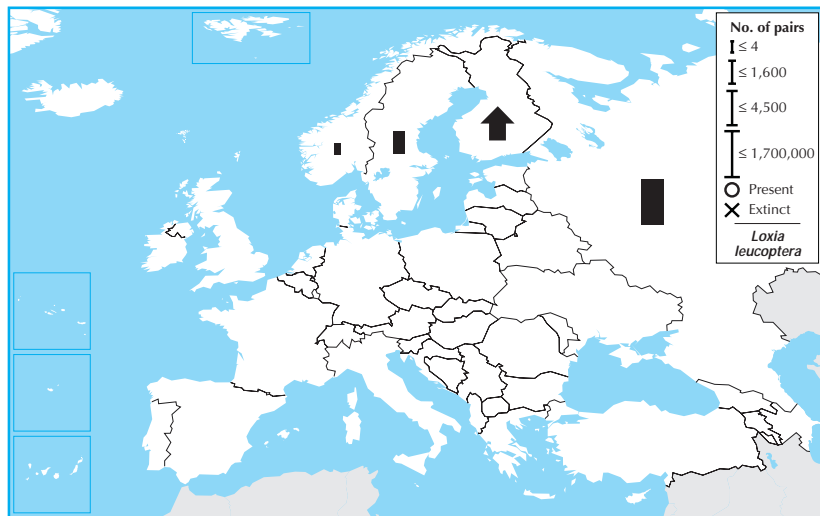 No. of pairs
≤ 4
≤ 1,600
≤ 4,500
≤ 1,700,000
Present
Extinct
Loxia
leucoptera